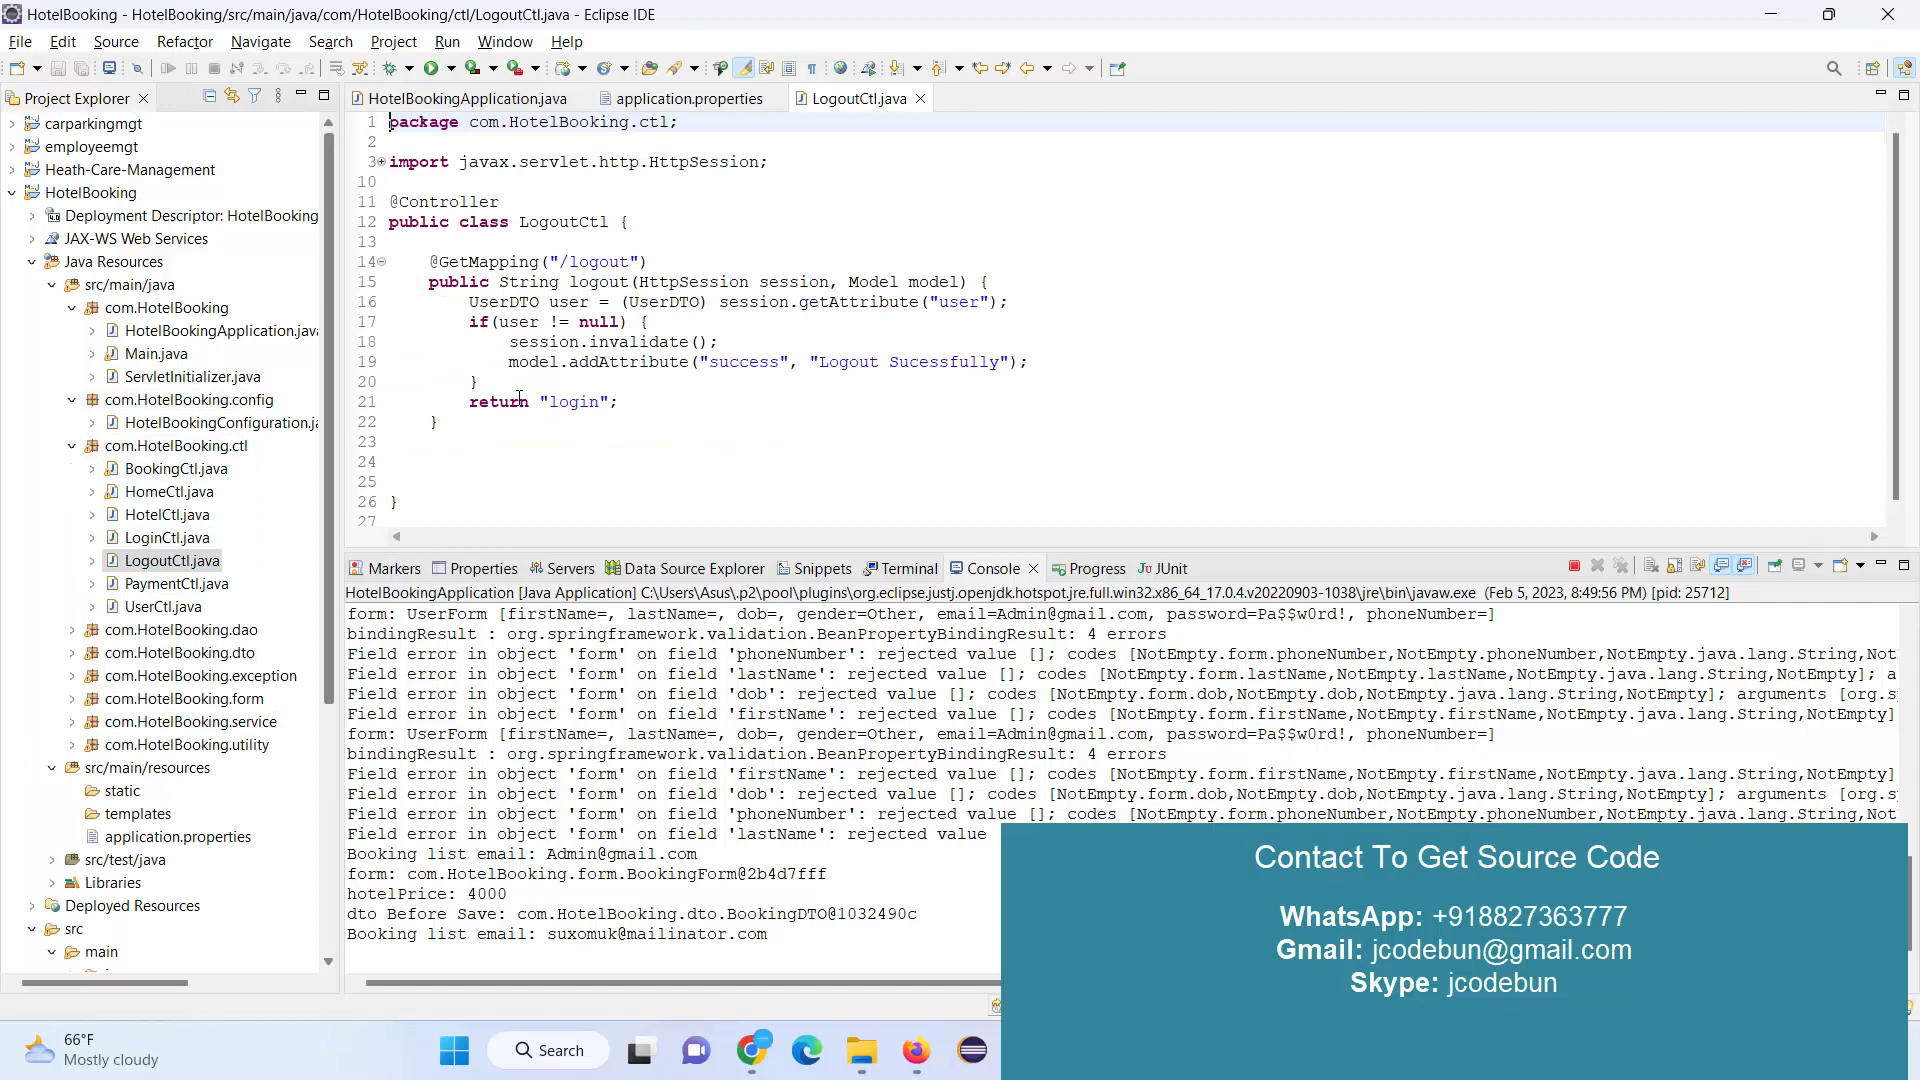 HotelBooking - HotelBooking/src/main/java/com/HotelBooking/ctl/LogoutCtl.java - Eclipse IDE
File Edit Source Refactor Navigate Search Project Run Window Help
Project Explorer
carparkingmgt
employeemgt
Heath-Care-Management
HotelBooking
Deployment Descriptor: HotelBooking
JAX-WS Web Services
Java Resources
src/main/java
com.HotelBooking
HotelBookingApplication.java
Main.java
ServletInitializer.java
com.HotelBooking.config
HotelBookingConfiguration.ja
com.HotelBooking.ctl
BookingCtl.java
HomeCtl.java
HotelCtl.java
LoginCtl.java
LogoutCtl.java
PaymentCtl.java
UserCtl.java
com.HotelBooking.dao
com.HotelBooking.dto
com.HotelBooking.exception
com.HotelBooking.form
com.HotelBooking.service
com.HotelBooking.utility
src/main/resources
static
templates
application.properties
src/test/java
Libraries
Deployed Resources
src
main
HotelBookingApplication.java application.properties LogoutCtl.java
1 package com.HotelBooking.ctl;
2
3 import javax.servlet.http.HttpSession;
10
11 @Controller
12 public class LogoutCtl {
13
14 @GetMapping("/logout")
15 public String logout(HttpSession session, Model model) {
16 UserDTO user = (UserDTO) session.getAttribute("user");
17 if(user != null) {
18 session.invalidate();
19 model.addAttribute("success", "Logout Sucessfully");
20 }
21 return "login";
22 }
23
24
25
26 }
27
Markers Properties Servers Data Source Explorer Snippets Terminal Console Progress JUnit
HotelBookingApplication [Java Application] C:\Users\Asus\.p2\pool\plugins\org.eclipse.justj.openjdk.hotspot.jre.full.win32.x86_64_17.0.4.v20220903-1038\jre\bin\javaw.exe (Feb 5, 2023, 8:49:56 PM) [pid: 25712]
form: UserForm [firstName=, lastName=, dob=, gender=Other, email=Admin@gmail.com, password=Pa$$w0rd!, phoneNumber=]
bindingResult : org.springframework.validation.BeanPropertyBindingResult: 4 errors
Field error in object 'form' on field 'phoneNumber': rejected value []; codes [NotEmpty.form.phoneNumber,NotEmpty.phoneNumber,NotEmpty.java.lang.String,Not
Field error in object 'form' on field 'lastName': rejected value []; codes [NotEmpty.form.lastName,NotEmpty.lastName,NotEmpty.java.lang.String,NotEmpty]; a
Field error in object 'form' on field 'dob': rejected value []; codes [NotEmpty.form.dob,NotEmpty.dob,NotEmpty.java.lang.String,NotEmpty]; arguments [org.s
Field error in object 'form' on field 'firstName': rejected value []; codes [NotEmpty.form.firstName,NotEmpty.firstName,NotEmpty.java.lang.String,NotEmpty]
form: UserForm [firstName=, lastName=, dob=, gender=Other, email=Admin@gmail.com, password=Pa$$w0rd!, phoneNumber=]
bindingResult : org.springframework.validation.BeanPropertyBindingResult: 4 errors
Field error in object 'form' on field 'firstName': rejected value []; codes [NotEmpty.form.firstName,NotEmpty.firstName,NotEmpty.java.lang.String,NotEmpty]
Field error in object 'form' on field 'dob': rejected value []; codes [NotEmpty.form.dob,NotEmpty.dob,NotEmpty.java.lang.String,NotEmpty]; arguments [org.s
Field error in object 'form' on field 'phoneNumber': rejected value []; codes [NotEmpty.form.phoneNumber,NotEmpty.phoneNumber,NotEmpty.java.lang.String,Not
Field error in object 'form' on field 'lastName': rejected value
Booking list email: Admin@gmail.com
form: com.HotelBooking.form.BookingForm@2b4d7fff
hotelPrice: 4000
dto Before Save: com.HotelBooking.dto.BookingDTO@1032490c
Booking list email: suxomuk@mailinator.com
Contact To Get Source Code
WhatsApp: +918827363777
Gmail: jcodebun@gmail.com
Skype: jcodebun
66°F
Mostly cloudy
Search